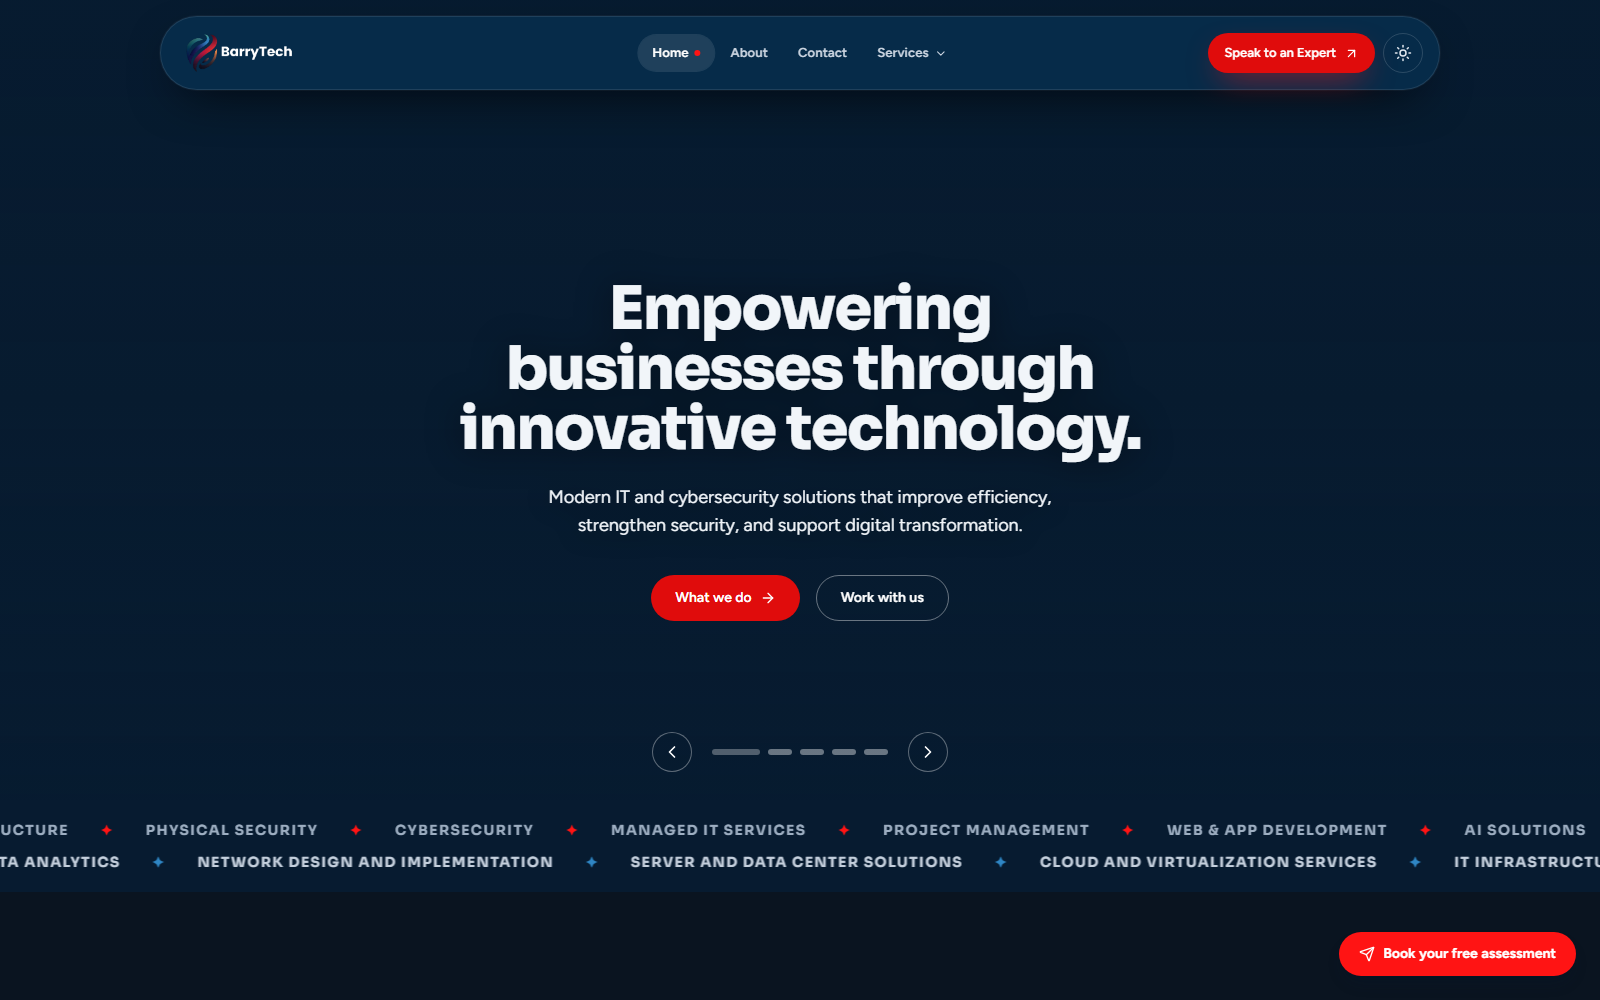 BarryTech
Home
About
Contact
Services
Speak to an Expert
Empowering
businesses through
innovative technology.
Modern IT and cybersecurity solutions that improve efficiency,
strengthen security, and support digital transformation.
What we do
Work with us
UCTURE ✦ PHYSICAL SECURITY ✦ CYBERSECURITY ✦ MANAGED IT SERVICES ✦ PROJECT MANAGEMENT ✦ WEB & APP DEVELOPMENT ✦ AI SOLUTIONS
TA ANALYTICS ✦ NETWORK DESIGN AND IMPLEMENTATION ✦ SERVER AND DATA CENTER SOLUTIONS ✦ CLOUD AND VIRTUALIZATION SERVICES ✦ IT INFRASTRUCTU
Book your free assessment